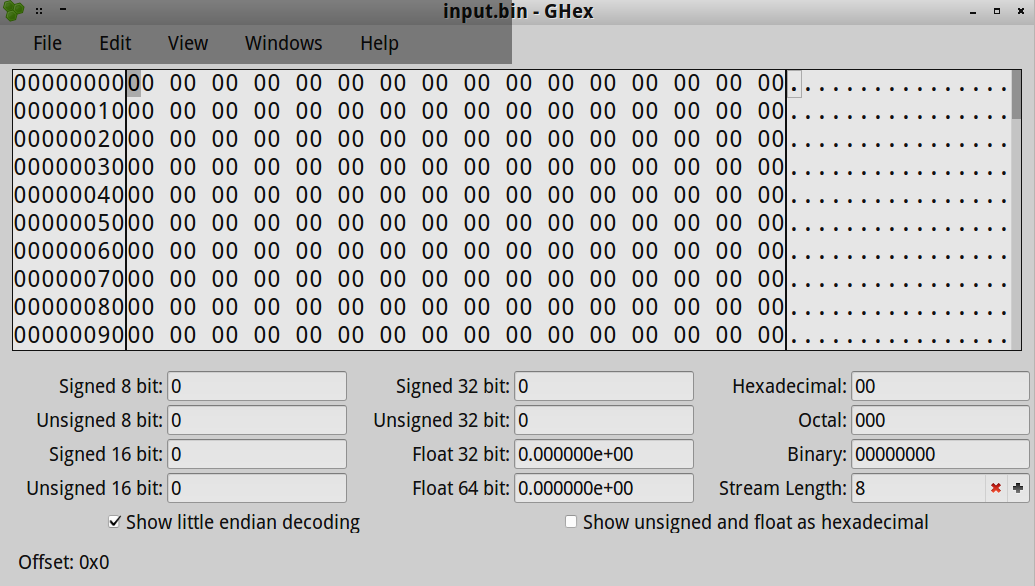 input.bin - GHex
File Edit View Windows Help
00000000 00 00 00 00 00 00 00 00 00 00 00 00 00 00 00 00 ................
00000010 00 00 00 00 00 00 00 00 00 00 00 00 00 00 00 00 ................
00000020 00 00 00 00 00 00 00 00 00 00 00 00 00 00 00 00 ................
00000030 00 00 00 00 00 00 00 00 00 00 00 00 00 00 00 00 ................
00000040 00 00 00 00 00 00 00 00 00 00 00 00 00 00 00 00 ................
00000050 00 00 00 00 00 00 00 00 00 00 00 00 00 00 00 00 ................
00000060 00 00 00 00 00 00 00 00 00 00 00 00 00 00 00 00 ................
00000070 00 00 00 00 00 00 00 00 00 00 00 00 00 00 00 00 ................
00000080 00 00 00 00 00 00 00 00 00 00 00 00 00 00 00 00 ................
00000090 00 00 00 00 00 00 00 00 00 00 00 00 00 00 00 00 ................
Signed 8 bit: 0 Signed 32 bit: 0 Hexadecimal: 00
Unsigned 8 bit: 0 Unsigned 32 bit: 0 Octal: 000
Signed 16 bit: 0 Float 32 bit: 0.000000e+00 Binary: 00000000
Unsigned 16 bit: 0 Float 64 bit: 0.000000e+00 Stream Length: 8
Show little endian decoding Show unsigned and float as hexadecimal
Offset: 0x0